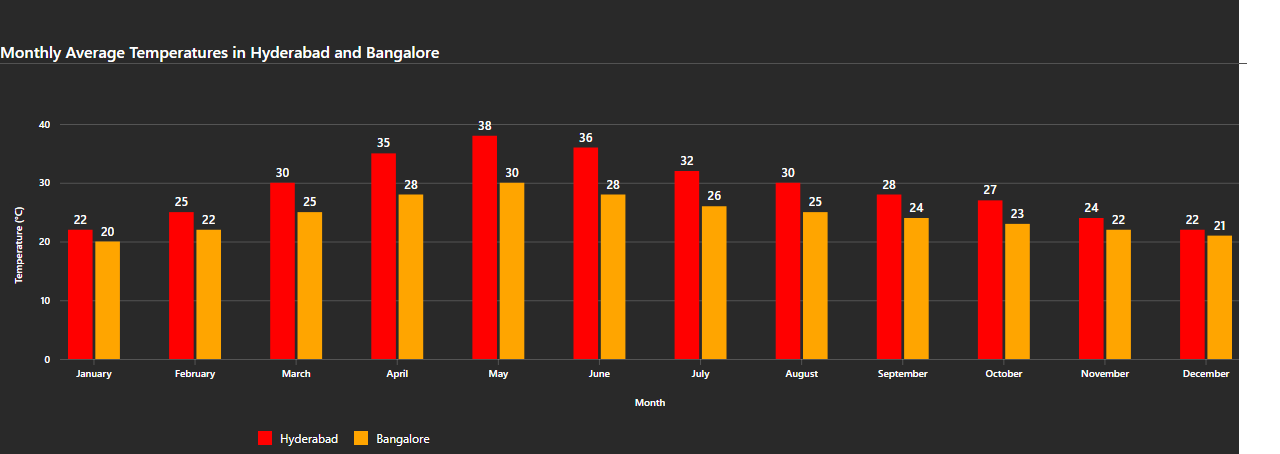 Monthly Average Temperatures in Hyderabad and Bangalore
40
30
20
10
0
Temperature (°C)
22 20 25 22 30 25 35 28 38 30 36 28 32 26 30 25 28 24 27 23 24 22 22 21
January February March April May June July August September October November December
Month
Hyderabad Bangalore